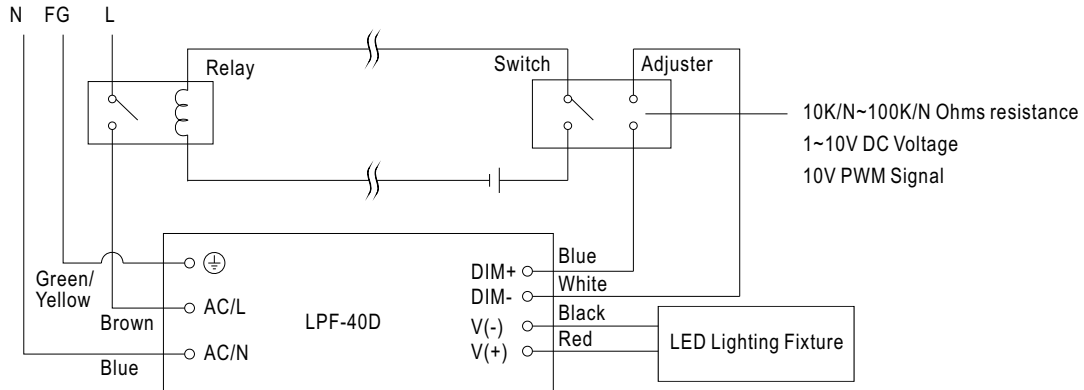 N FG L
Relay
Switch
Adjuster
10K/N~100K/N Ohms resistance
1~10V DC Voltage
10V PWM Signal
Green/
Yellow
Brown
Blue
AC/L
AC/N
LPF-40D
DIM+
DIM-
V(-)
V(+)
Blue
White
Black
Red
LED Lighting Fixture